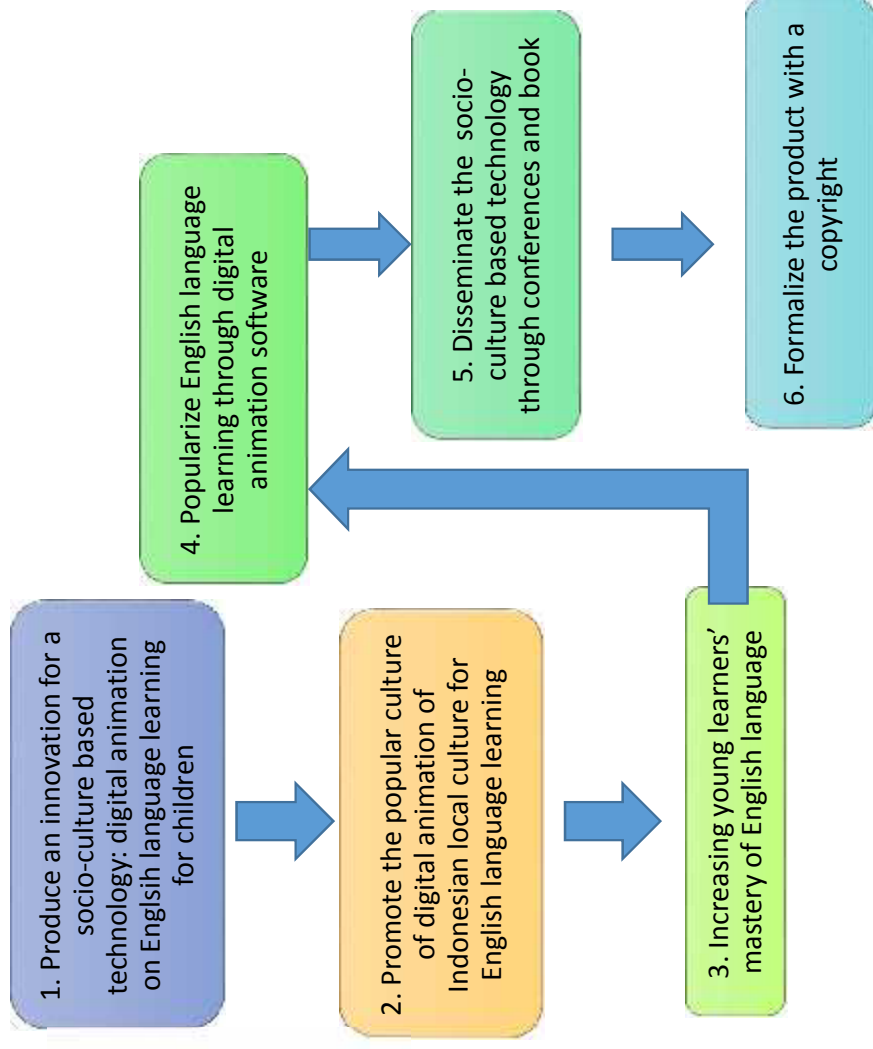 1. Produce an innovation for a
socio-culture based
technology: digital animation
on Englsih language learning
for children
2. Promote the popular culture
of digital animation of
Indonesian local culture for
English language learning
3. Increasing young learners’
mastery of English language
4. Popularize English language
learning through digital
animation software
5. Disseminate the socio-
culture based technology
through conferences and book
6. Formalize the product with a
copyright